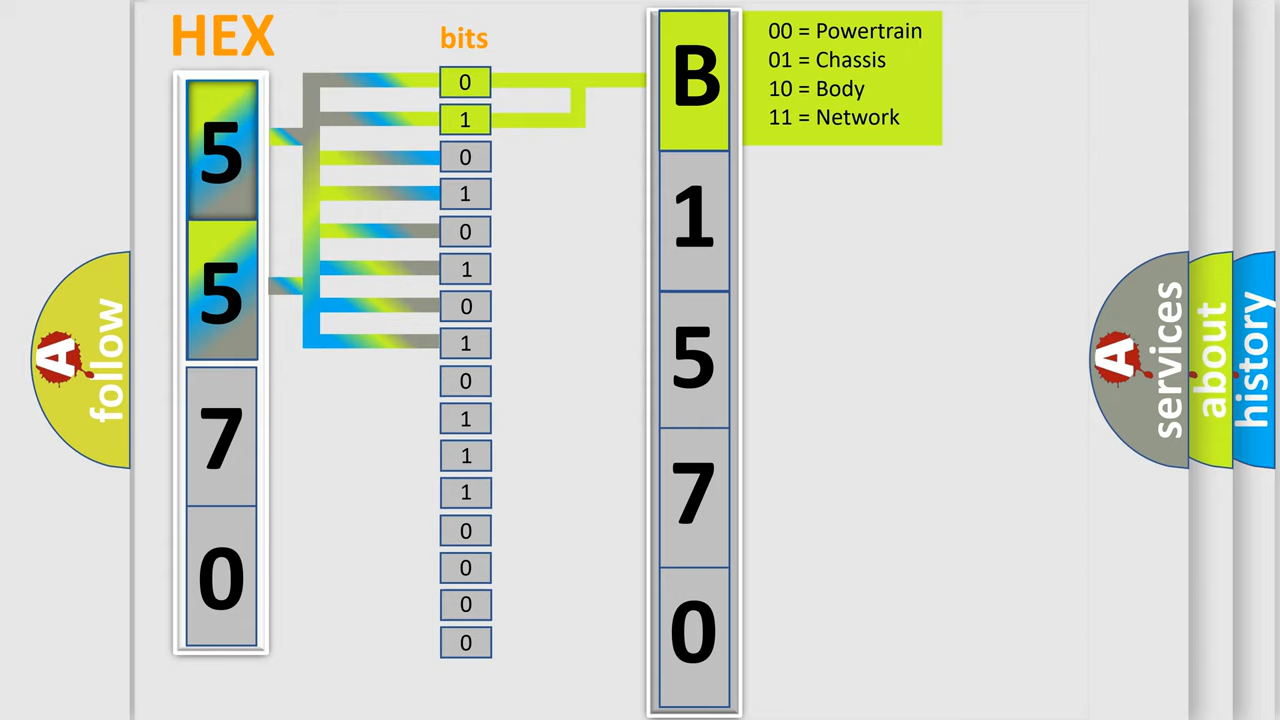 HEX
bits
5
5
7
0
0
1
0
1
0
1
0
1
0
1
1
1
0
0
0
0
B
1
5
7
0
00 = Powertrain
01 = Chassis
10 = Body
11 = Network
A
follow
A
services
about
history